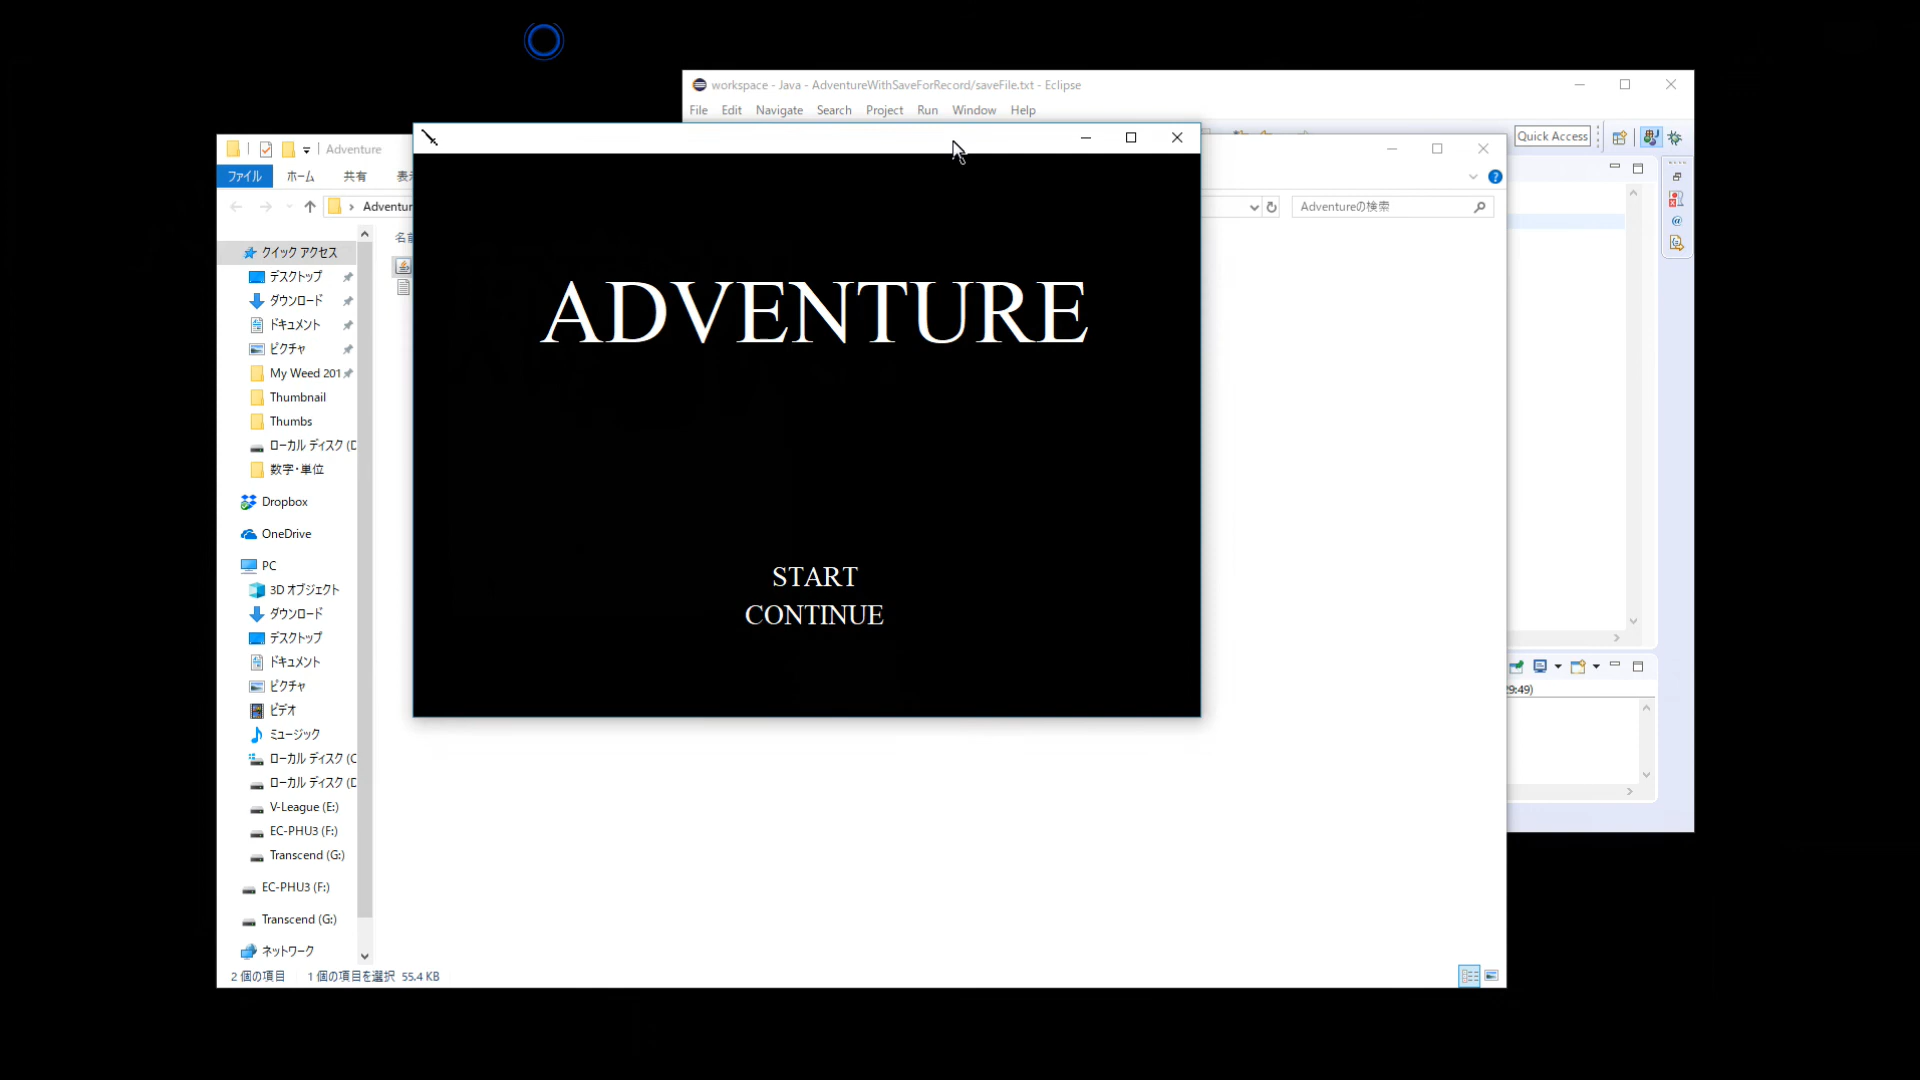 workspace - Java - AdventureWithSaveForRecord/saveFile.txt - Eclipse
File Edit Navigate Search Project Run Window Help
Quick Access
Adventure
ファイル ホーム 共有
Adventureの検索
クイック アクセス
デスクトップ
ダウンロード
ドキュメント
ピクチャ
My Weed 201
Thumbnail
Thumbs
ローカル ディスク (D
数字・単位
Dropbox
OneDrive
PC
3D オブジェクト
ダウンロード
デスクトップ
ドキュメント
ピクチャ
ビデオ
ミュージック
ローカル ディスク (C
ローカル ディスク (D
V-League (E:)
EC-PHU3 (F:)
Transcend (G:)
EC-PHU3 (F:)
Transcend (G:)
ネットワーク
2 個の項目 1 個の項目を選択 55.4 KB
ADVENTURE
START
CONTINUE
9:49)